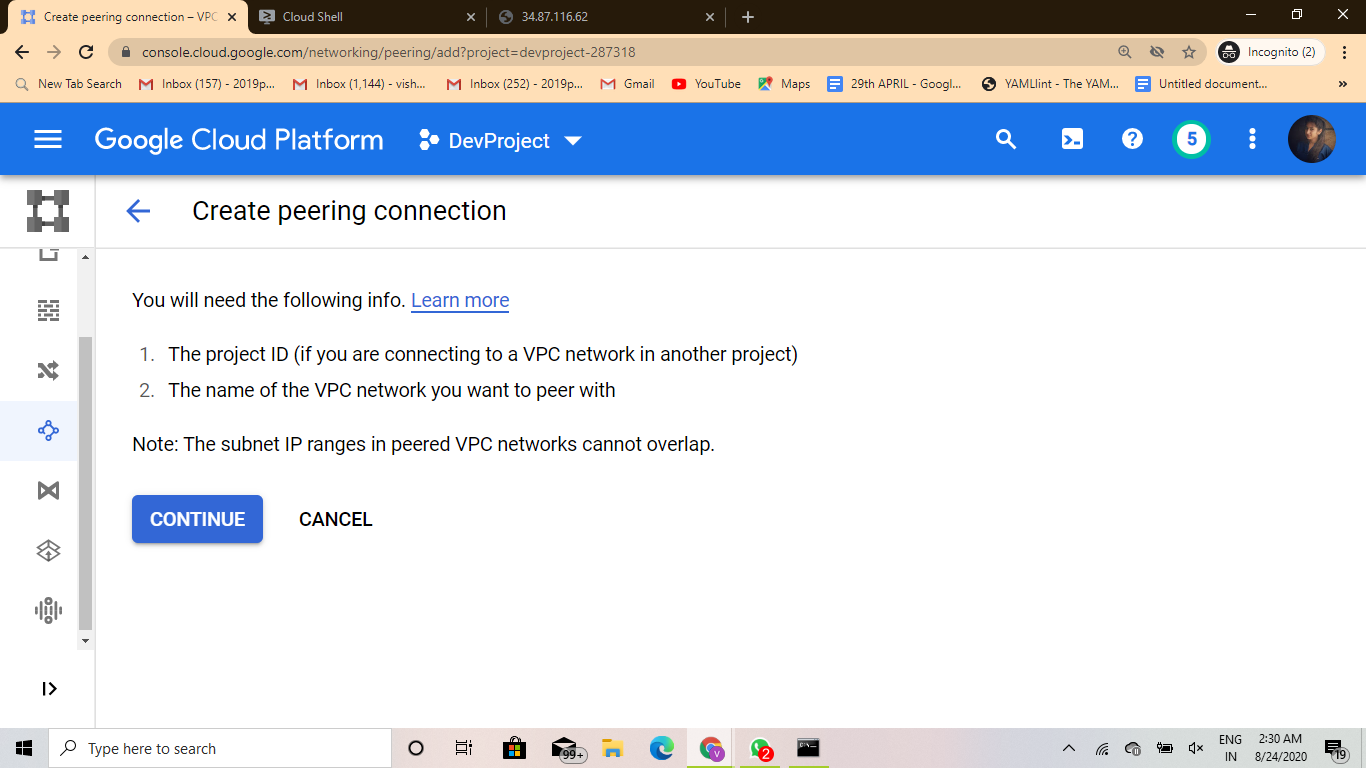 Create peering connection – VPC
Cloud Shell
34.87.116.62
console.cloud.google.com/networking/peering/add?project=devproject-287318
Incognito (2)
New Tab Search
Inbox (157) - 2019p...
Inbox (1,144) - vish...
Inbox (252) - 2019p...
Gmail
YouTube
Maps
29th APRIL - Googl...
YAMLlint - The YAM...
Untitled document...
»
Google Cloud Platform
DevProject
5
Create peering connection
You will need the following info. Learn more
1. The project ID (if you are connecting to a VPC network in another project)
2. The name of the VPC network you want to peer with
Note: The subnet IP ranges in peered VPC networks cannot overlap.
CONTINUE
CANCEL
Type here to search
99+
V
2
ENG
IN
2:30 AM
8/24/2020
19